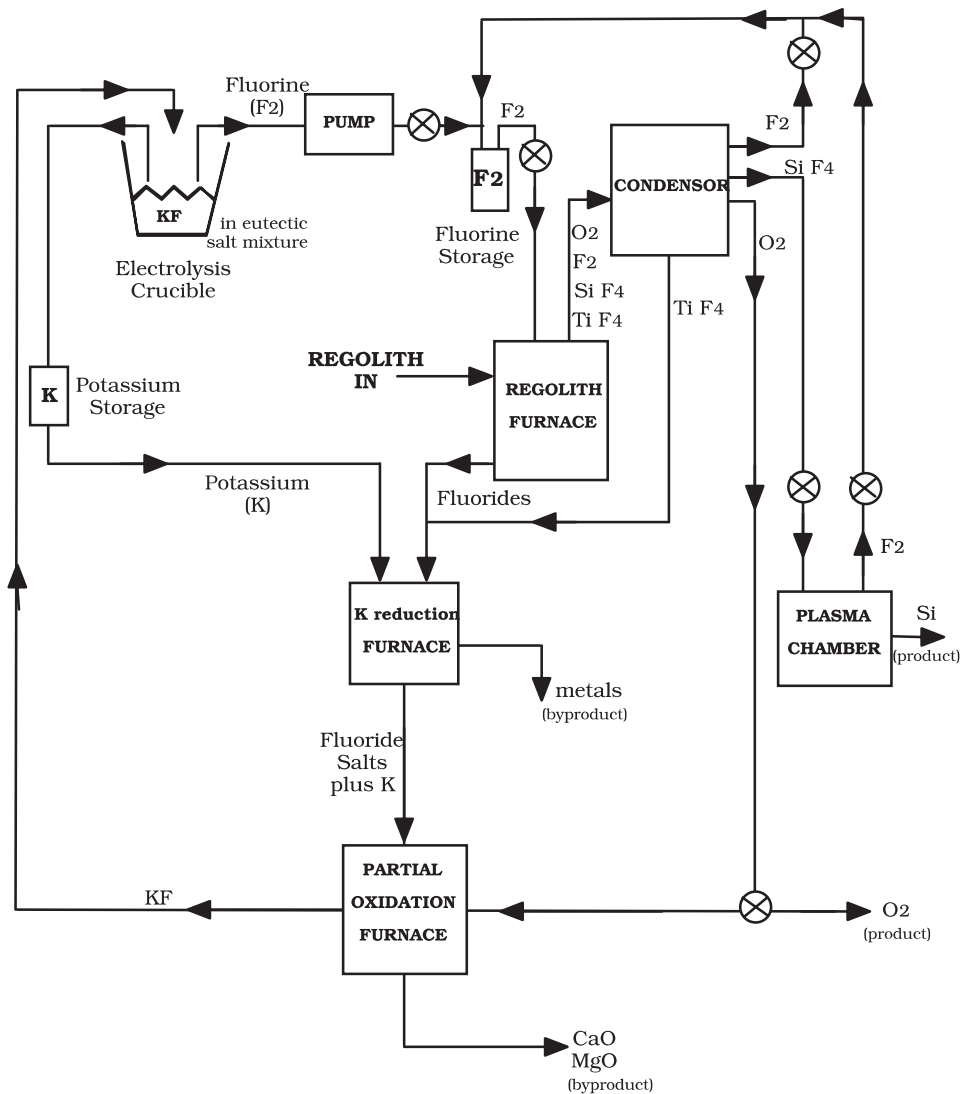 Fluorine
(F2)
PUMP
F2
F2
Fluorine
Storage
KF
in eutectic
salt mixture
Electrolysis
Crucible
CONDENSOR
F2
Si F4
O2
O2
F2
Si F4
Ti F4
Ti F4
REGOLITH
IN
REGOLITH
FURNACE
K
Potassium
Storage
Potassium
(K)
Fluorides
F2
K reduction
FURNACE
PLASMA
CHAMBER
Si
(product)
metals
(byproduct)
Fluoride
Salts
plus K
PARTIAL
OXIDATION
FURNACE
KF
O2
(product)
CaO
MgO
(byproduct)